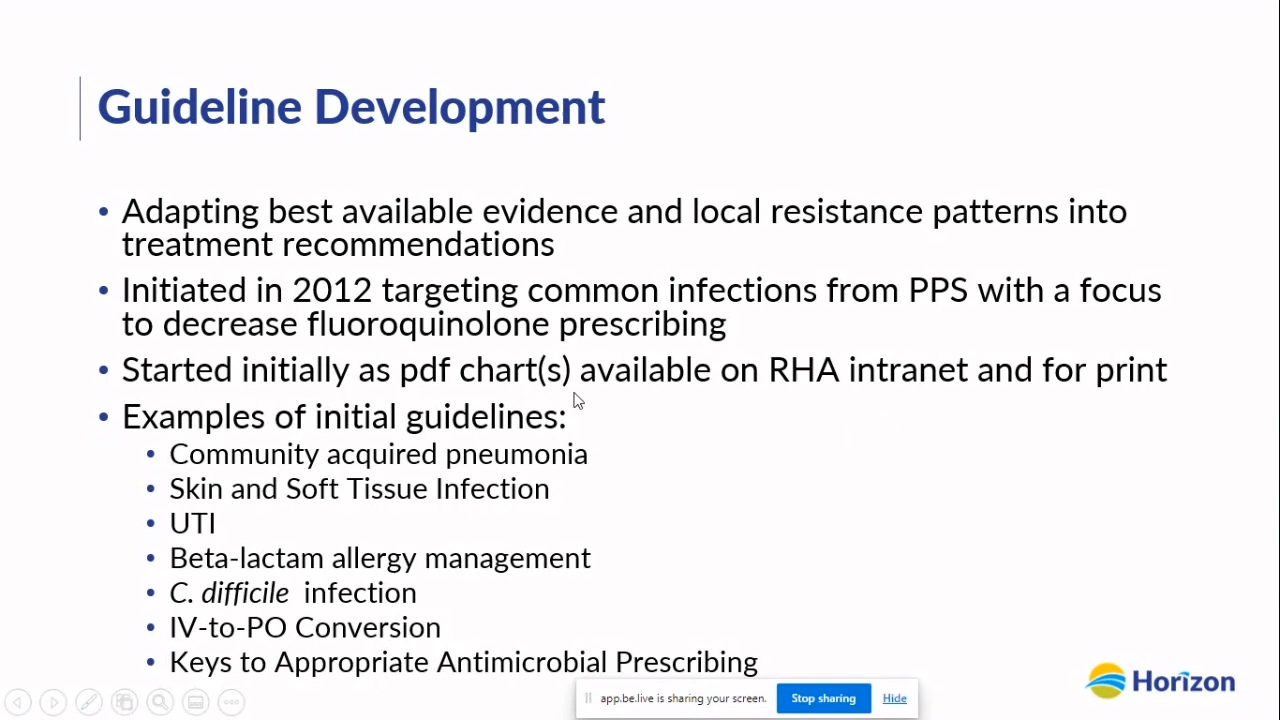 Guideline Development
• Adapting best available evidence and local resistance patterns into
treatment recommendations
• Initiated in 2012 targeting common infections from PPS with a focus
to decrease fluoroquinolone prescribing
• Started initially as pdf chart(s) available on RHA intranet and for print
• Examples of initial guidelines:
• Community acquired pneumonia
• Skin and Soft Tissue Infection
• UTI
• Beta-lactam allergy management
• C. difficile infection
• IV-to-PO Conversion
• Keys to Appropriate Antimicrobial Prescribing
Horizon
app.be.live is sharing your screen. Stop sharing Hide